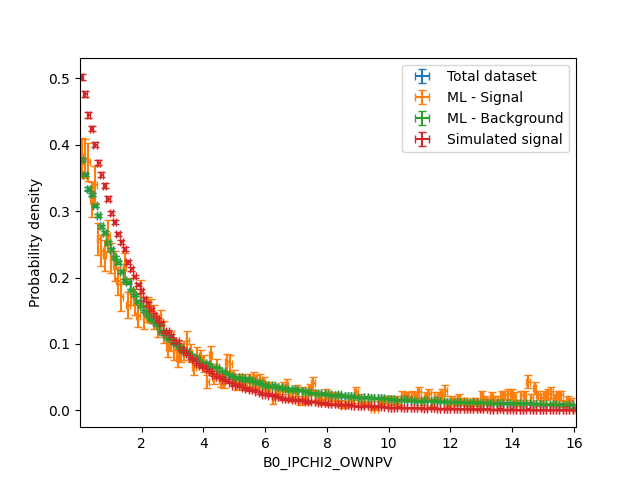 Total dataset
ML - Signal
ML - Background
Simulated signal
0.5
0.4
0.3
0.2
0.1
0.0
Probability density
2 4 6 8 10 12 14 16
B0_IPCHI2_OWNPV